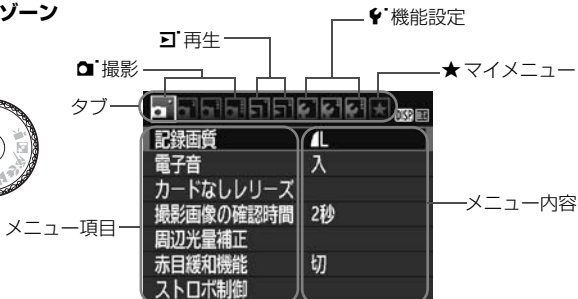 ゾーン
機能設定
再生
撮影
★マイメニュー
タブ
DISP
記録画質 L
電子音 入
カードなしレリーズ
撮影画像の確認時間 2秒
メニュー内容
メニュー項目
周辺光量補正
赤目緩和機能 切
ストロボ制御